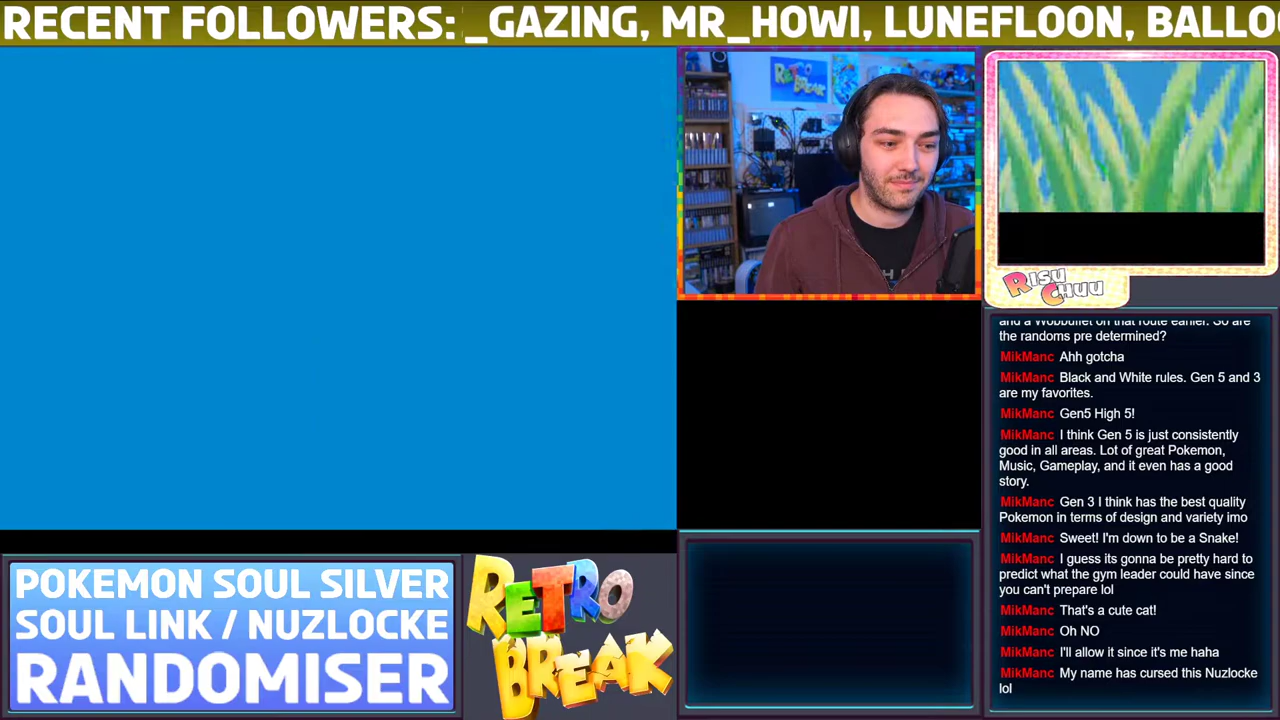 RECENT FOLLOWERS: _GAZING, MR_HOWI, LUNEFLOON, BALLO
RETRO
BREAK
RISU
CHUU
and a Wobbuffet on that route earlier. So are
the randoms pre determined?
MikManc Ahh gotcha
MikManc Black and White rules. Gen 5 and 3
are my favorites.
MikManc Gen5 High 5!
MikManc I think Gen 5 is just consistently
good in all areas. Lot of great Pokemon,
Music, Gameplay, and it even has a good
story.
MikManc Gen 3 I think has the best quality
Pokemon in terms of design and variety imo
MikManc Sweet! I'm down to be a Snake!
MikManc I guess its gonna be pretty hard to
predict what the gym leader could have since
you can't prepare lol
MikManc That's a cute cat!
MikManc Oh NO
MikManc I'll allow it since it's me haha
MikManc My name has cursed this Nuzlocke
lol
POKEMON SOUL SILVER
SOUL LINK / NUZLOCKE
RANDOMISER
RETRO
BREAK